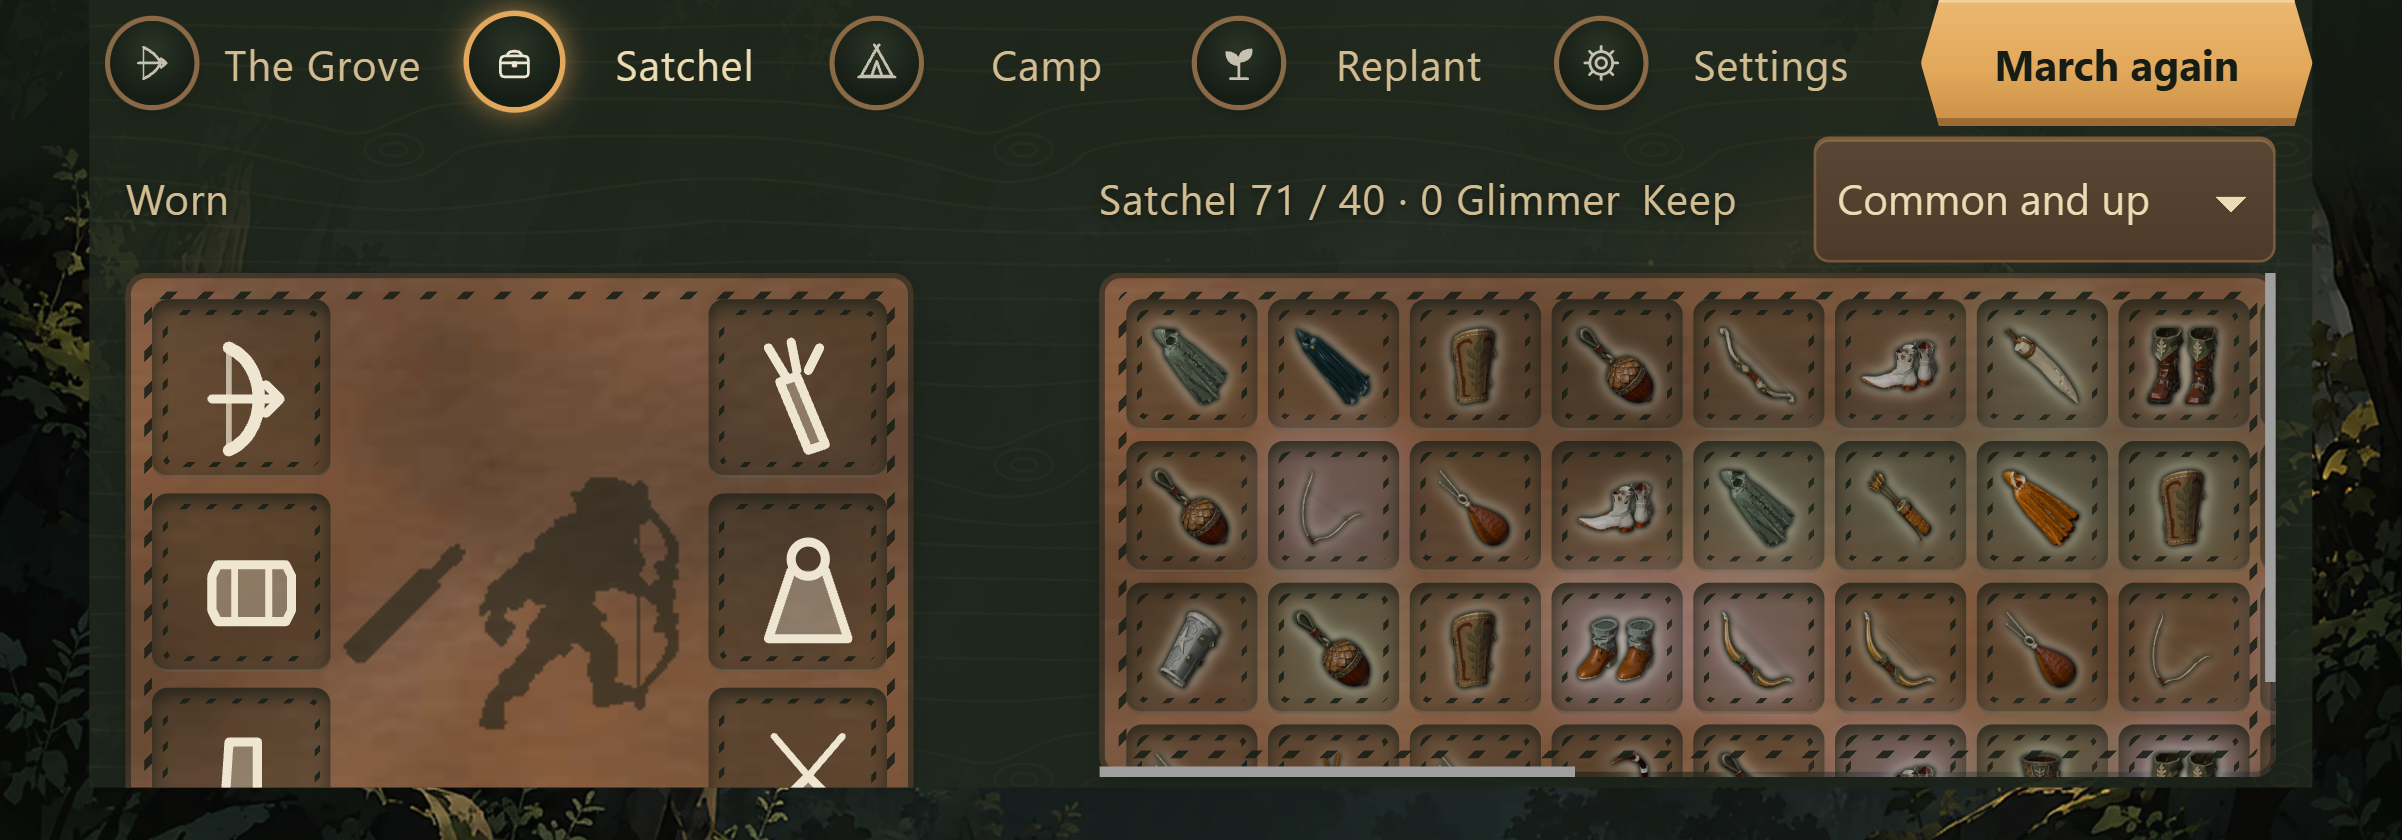 The Grove Satchel Camp Replant Settings March again
Worn
Satchel 71 / 40 · 0 Glimmer Keep Common and up